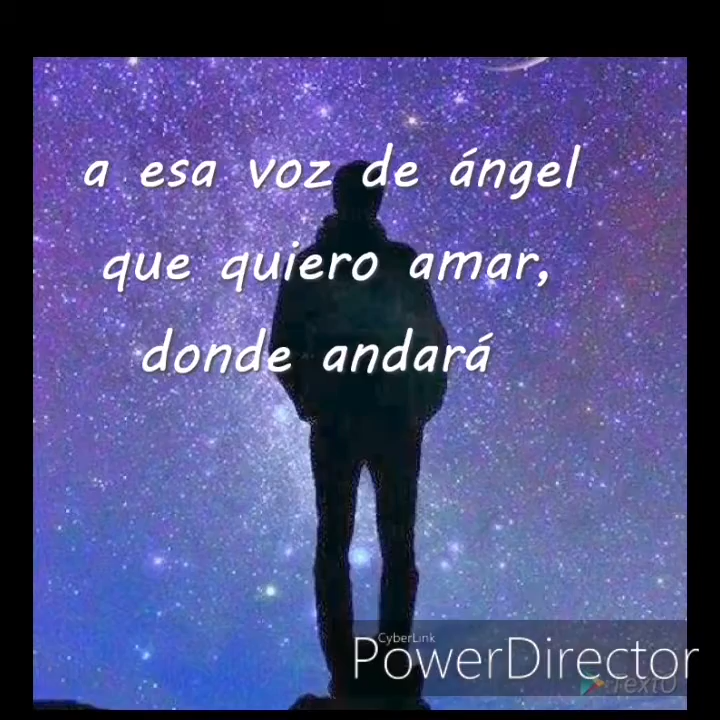 a esa voz de ángel
que quiero amar,
donde andará
CyberLink
PowerDirector